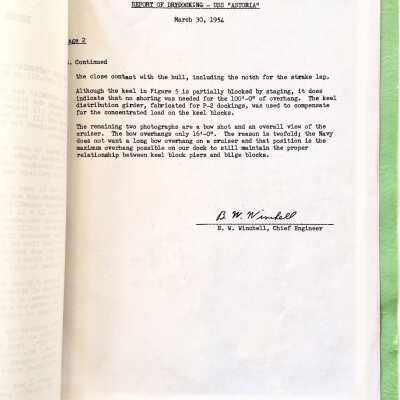 REPORT OF DRYDOCKING - USS "ASTORIA"
March 30, 1954
age 2
. Continued
the close contact with the hull, including the notch for the strake lap.
Although the keel in Figure 5 is partially blocked by staging, it does
indicate that no shoring was needed for the 100'-0" of overhang. The keel
distribution girder, fabricated for P-2 dockings, was used to compensate
for the concentrated load on the keel blocks.
The remaining two photographs are a bow shot and an overall view of the
cruiser. The bow overhangs only 16'-0". The reason is twofold; the Navy
does not want a long bow overhang on a cruiser and that position is the
maximum overhang possible on our dock to still maintain the proper
relationship between keel block piers and bilge blocks.
B. W. Winchell
B. W. Winchell, Chief Engineer